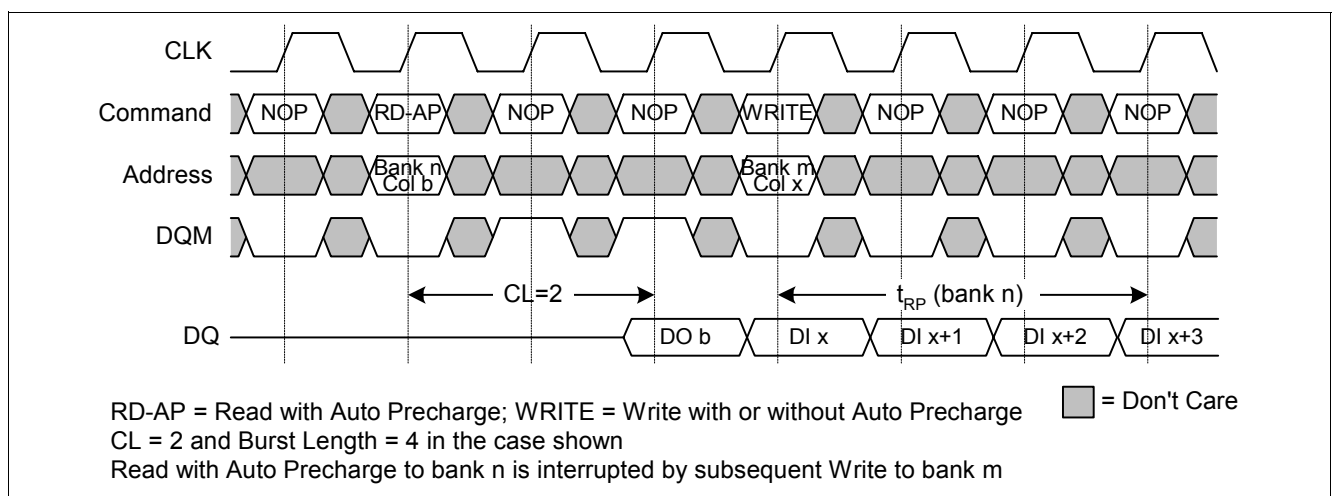 CLK
Command NOP RD-AP NOP NOP WRITE NOP NOP NOP
Address Bank n Bank m
Col b Col x
DQM
CL=2 tRP (bank n)
DQ DO b DI x DI x+1 DI x+2 DI x+3
RD-AP = Read with Auto Precharge; WRITE = Write with or without Auto Precharge = Don't Care
CL = 2 and Burst Length = 4 in the case shown
Read with Auto Precharge to bank n is interrupted by subsequent Write to bank m